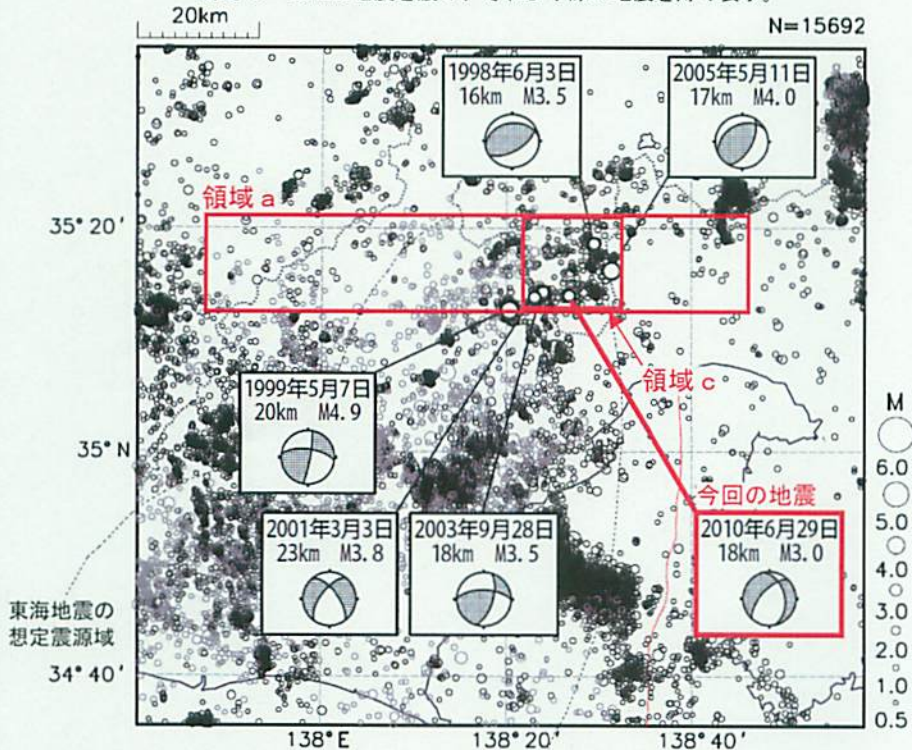 20km
N=15692
1998年6月3日
16km M3.5
2005年5月11日
17km M4.0
領域a
35°20'
領域c
1999年5月7日
20km M4.9
35°N
今回の地震
2001年3月3日
23km M3.8
2003年9月28日
18km M3.5
2010年6月29日
18km M3.0
東海地震の
想定震源域
34°40'
138°E
138°20'
138°40'
M
6.0
5.0
4.0
3.0
2.0
1.0
0.5